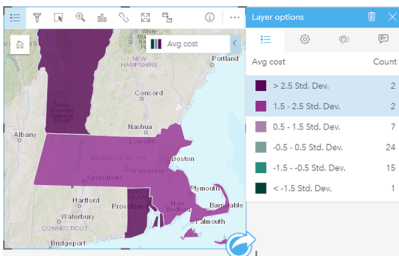 Layer options
Avg cost
Portland
NEW
HAMPSHIRE
Concord
Avg cost
Count
> 2.5 Std. Dev. 2
1.5 - 2.5 Std. Dev. 2
0.5 - 1.5 Std. Dev. 7
-0.5 - 0.5 Std. Dev. 24
-1.5 - -0.5 Std. Dev. 15
< -1.5 Std. Dev. 1
Nashua
Albany
Lowell
Boston
MASSACHUSETTS
Worcester
Springfield
Plymouth
Hartford
Providence
New
Bedford
Barnstable
Waterbury
CONNECTICUT
Bridgeport